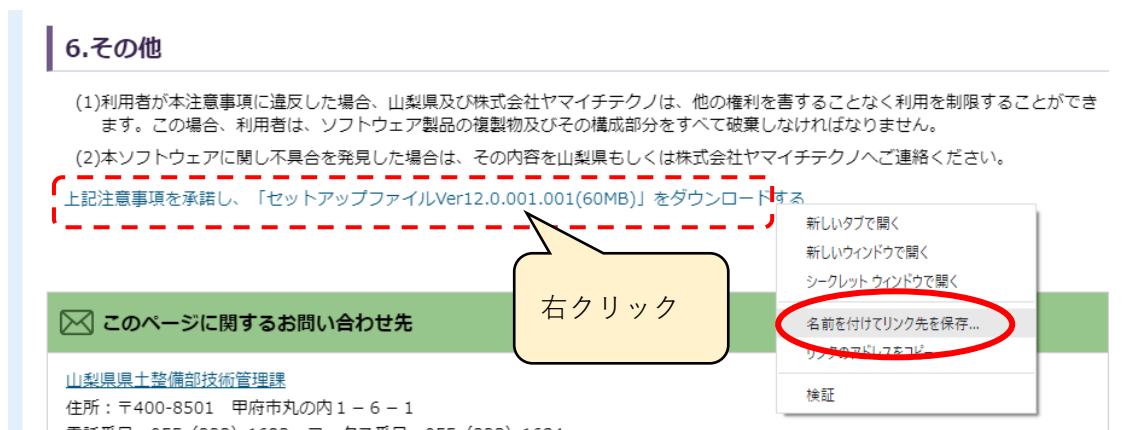 6.その他
(1)利用者が本注意事項に違反した場合、山梨県及び株式会社ヤマイチテクノは、他の権利を害することなく利用を制限することができ
ます。この場合、利用者は、ソフトウェア製品の複製物及びその構成部分をすべて破棄しなければなりません。
(2)本ソフトウェアに関し不具合を発見した場合は、その内容を山梨県もしくは株式会社ヤマイチテクノへご連絡ください。
上記注意事項を承諾し、「セットアップファイルVer12.0.001.001(60MB)」をダウンロードする
新しいタブで開く
新しいウィンドウで開く
シークレット ウィンドウで開く
名前を付けてリンク先を保存...
リンクのアドレスをコピー
検証
右クリック
このページに関するお問い合わせ先
山梨県県土整備部技術管理課
住所：〒400-8501　甲府市丸の内１－６－１